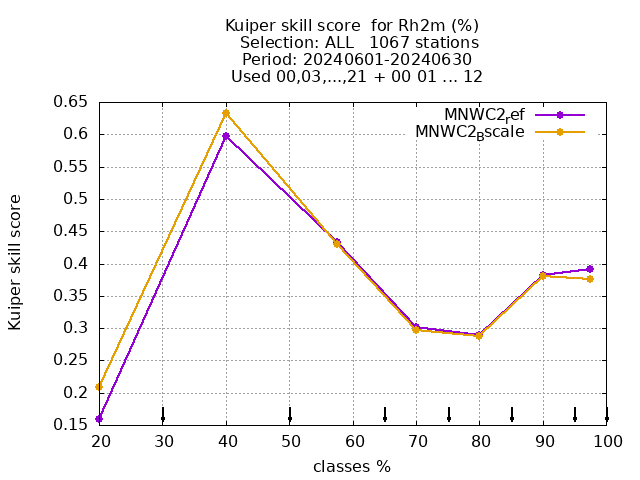 Kuiper skill score for Rh2m (%)
Selection: ALL 1067 stations
Period: 20240601-20240630
Used 00,03,...,21 + 00 01 ... 12
MNWC2ref
MNWC2Bscale
Kuiper skill score
0.65
0.6
0.55
0.5
0.45
0.4
0.35
0.3
0.25
0.2
0.15
20 30 40 50 60 70 80 90 100
classes %